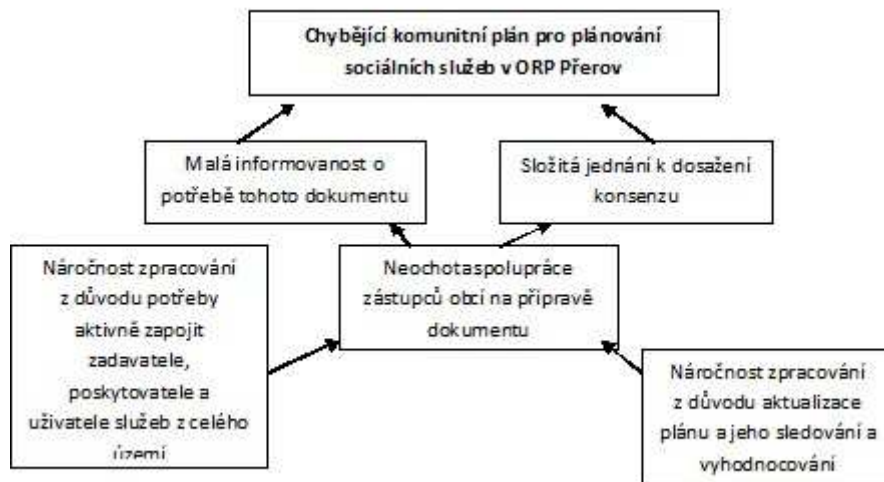 Chybějící komunitní plán pro plánování
sociálních služeb v ORP Přerov
Malá informovanost o
potřebě tohoto dokumentu
Složitá jednání k dosažení
konsenzu
Náročnost zpracování
z důvodu potřeby
aktivně zapojit
zadavatele,
poskytovatele a
uživatele služeb z celého
území
Neochotaspolupráce
zástupců obcí na přípravě
dokumentu
Náročnost zpracování
z důvodu aktualizace
plánu a jeho sledování a
vyhodnocování